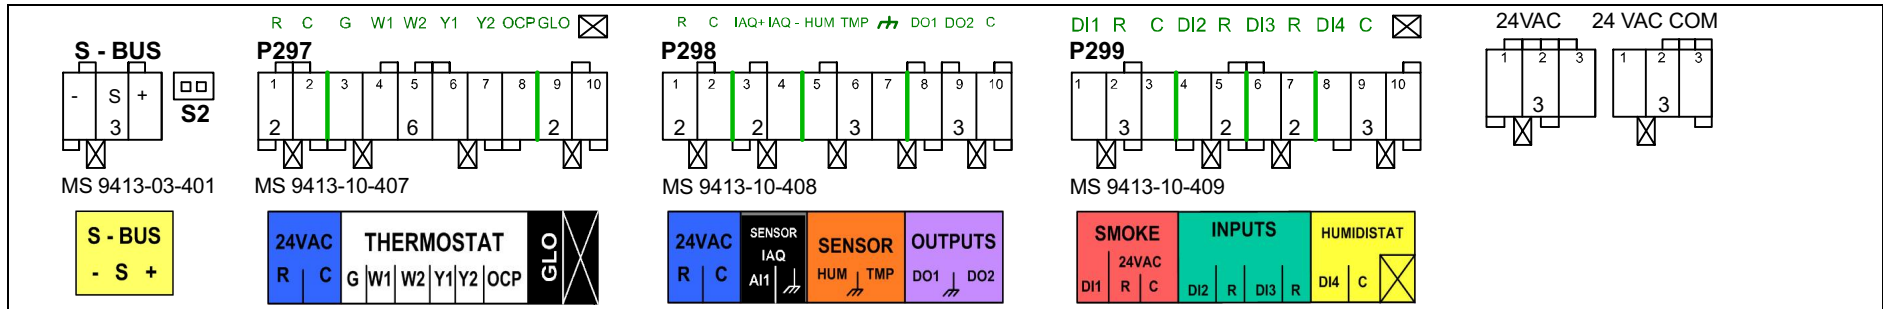 R C G W1 W2 Y1 Y2 OCP GLO
R C IAQ+ IAQ - HUM TMP DO1 DO2 C
DI1 R C DI2 R DI3 R DI4 C
24VAC 24 VAC COM
S - BUS
P297
P298
P299
- S +
3
S2
1 2 3 4 5 6 7 8 9 10
2 6 2
1 2 3 4 5 6 7 8 9 10
2 2 3 3
1 2 3 4 5 6 7 8 9 10
3 2 2 3
1 2 3
3
1 2 3
3
MS 9413-03-401
MS 9413-10-407
MS 9413-10-408
MS 9413-10-409
S - BUS
- S +
24VAC
R C
THERMOSTAT
G W1 W2 Y1 Y2 OCP
GLO
24VAC
R C
SENSOR
IAQ
AI1
SENSOR
HUM TMP
OUTPUTS
DO1 DO2
SMOKE
24VAC
DI1 R C
INPUTS
DI2 R DI3 R
HUMIDISTAT
DI4 C